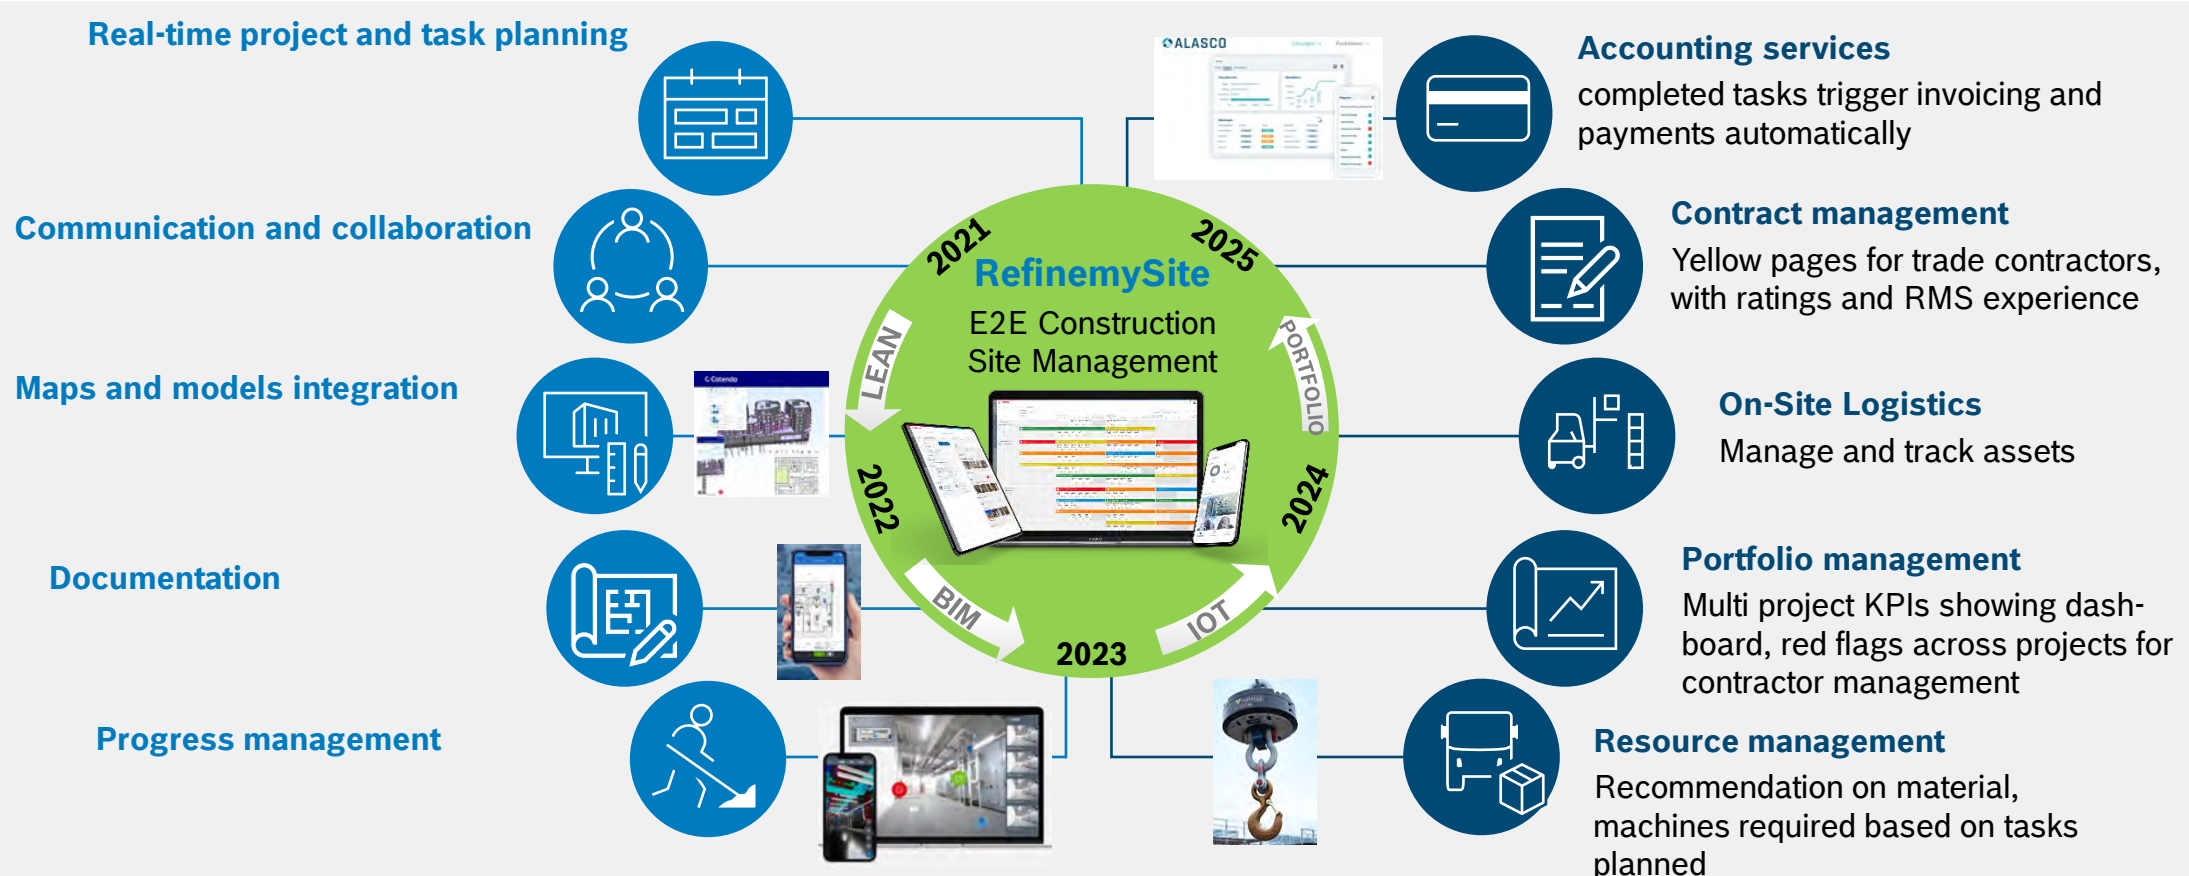 Real-time project and task planning
Communication and collaboration
Maps and models integration
Documentation
Progress management
Catenda
2021
2025
RefinemySite
E2E Construction
Site Management
LEAN
PORTFOLIO
2022
2024
BIM
IOT
2023
ALASCO
Accounting services
completed tasks trigger invoicing and
payments automatically
Contract management
Yellow pages for trade contractors,
with ratings and RMS experience
On-Site Logistics
Manage and track assets
Portfolio management
Multi project KPIs showing dash-
board, red flags across projects for
contractor management
Resource management
Recommendation on material,
machines required based on tasks
planned